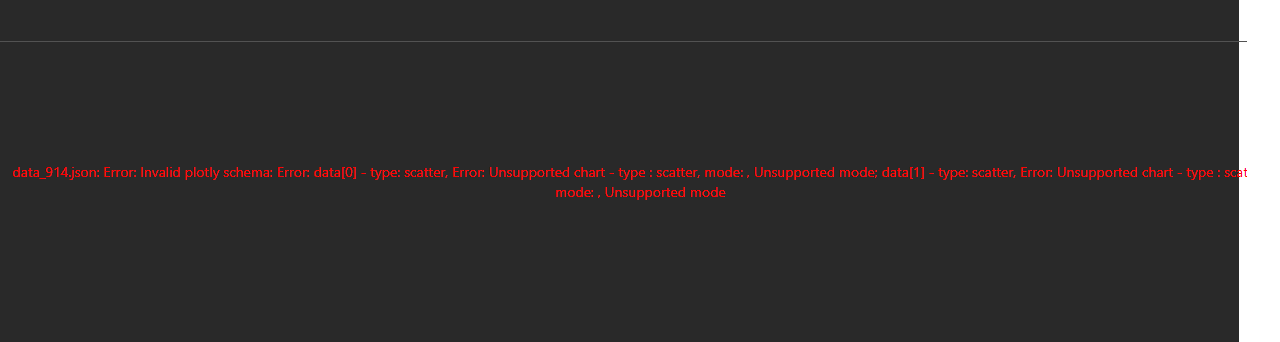 data_914.json: Error: Invalid plotly schema: Error: data[0] - type: scatter, Error: Unsupported chart - type : scatter, mode: , Unsupported mode; data[1] - type: scatter, Error: Unsupported chart - type : scat
mode: , Unsupported mode